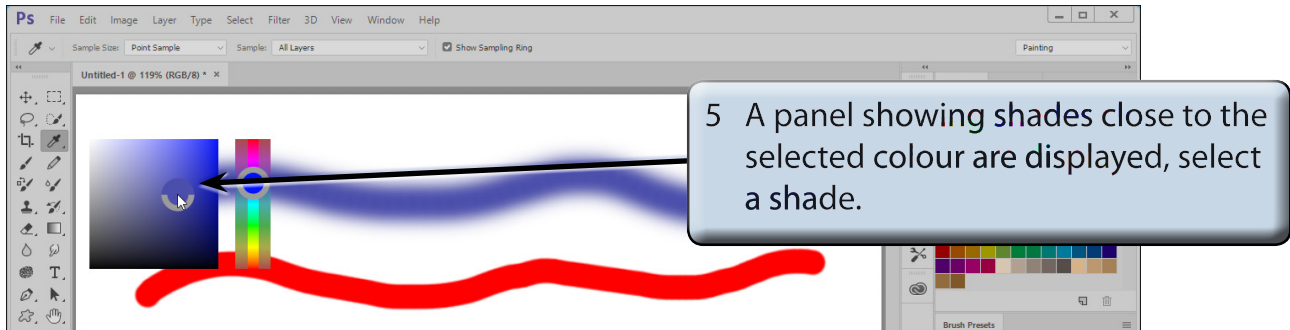 Ps File Edit Image Layer Type Select Filter 3D View Window Help
Sample Size: Point Sample Sample: All Layers Show Sampling Ring Painting
Untitled-1 @ 119% (RGB/8) * ×
5 A panel showing shades close to the
selected colour are displayed, select
a shade.
Brush Presets